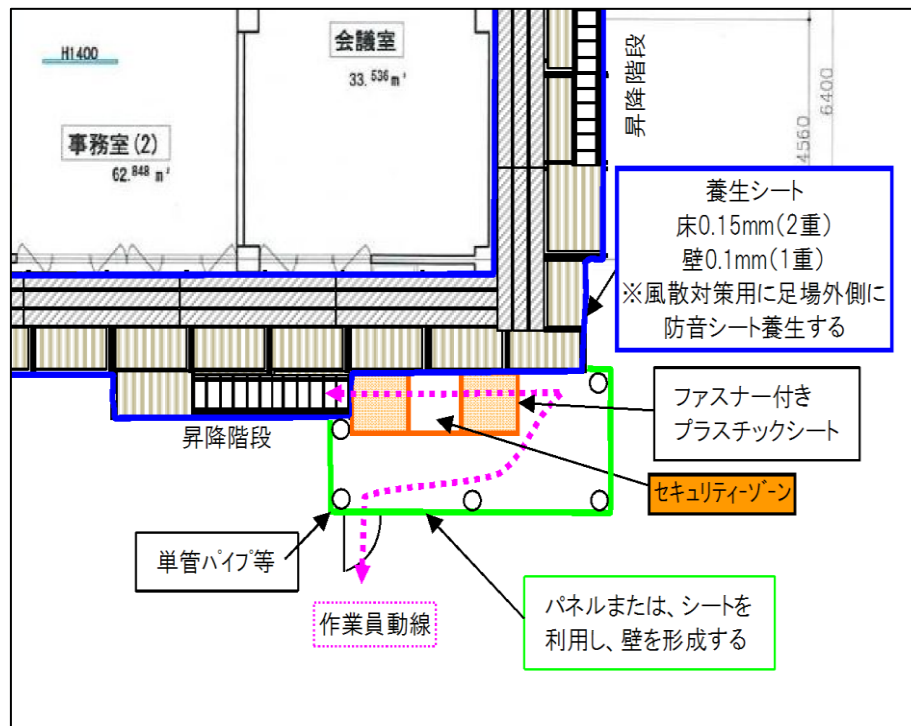 H1400
会議室
33.536㎡
事務室(2)
62.848 ㎡
昇降階段
4560
6400
養生シート
床0.15mm(2重)
壁0.1mm(1重)
※風散対策用に足場外側に
防音シート養生する
ファスナー付き
プラスチックシート
昇降階段
セキュリティーゾーン
単管パイプ等
作業員動線
パネルまたは、シートを
利用し、壁を形成する